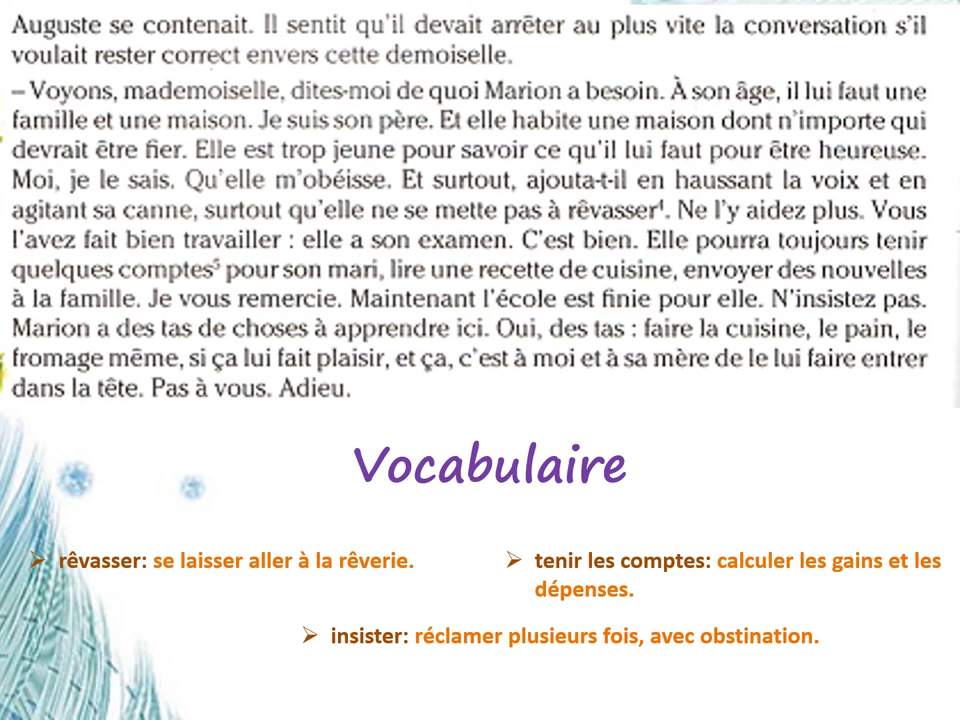 Auguste se contenait. Il sentit qu'il devait arrêter au plus vite la conversation s'il
voulait rester correct envers cette demoiselle.
– Voyons, mademoiselle, dites-moi de quoi Marion a besoin. À son âge, il lui faut une
famille et une maison. Je suis son père. Et elle habite une maison dont n'importe qui
devrait être fier. Elle est trop jeune pour savoir ce qu'il lui faut pour être heureuse.
Moi, je le sais. Qu'elle m'obéisse. Et surtout, ajouta-t-il en haussant la voix et en
agitant sa canne, surtout qu'elle ne se mette pas à rêvasser⁴. Ne l'y aidez plus. Vous
l'avez fait bien travailler : elle a son examen. C'est bien. Elle pourra toujours tenir
quelques comptes⁵ pour son mari, lire une recette de cuisine, envoyer des nouvelles
à la famille. Je vous remercie. Maintenant l'école est finie pour elle. N'insistez pas.
Marion a des tas de choses à apprendre ici. Oui, des tas : faire la cuisine, le pain, le
fromage même, si ça lui fait plaisir, et ça, c'est à moi et à sa mère de le lui faire entrer
dans la tête. Pas à vous. Adieu.
Vocabulaire
➢ rêvasser: se laisser aller à la rêverie.
➢ tenir les comptes: calculer les gains et les
dépenses.
➢ insister: réclamer plusieurs fois, avec obstination.